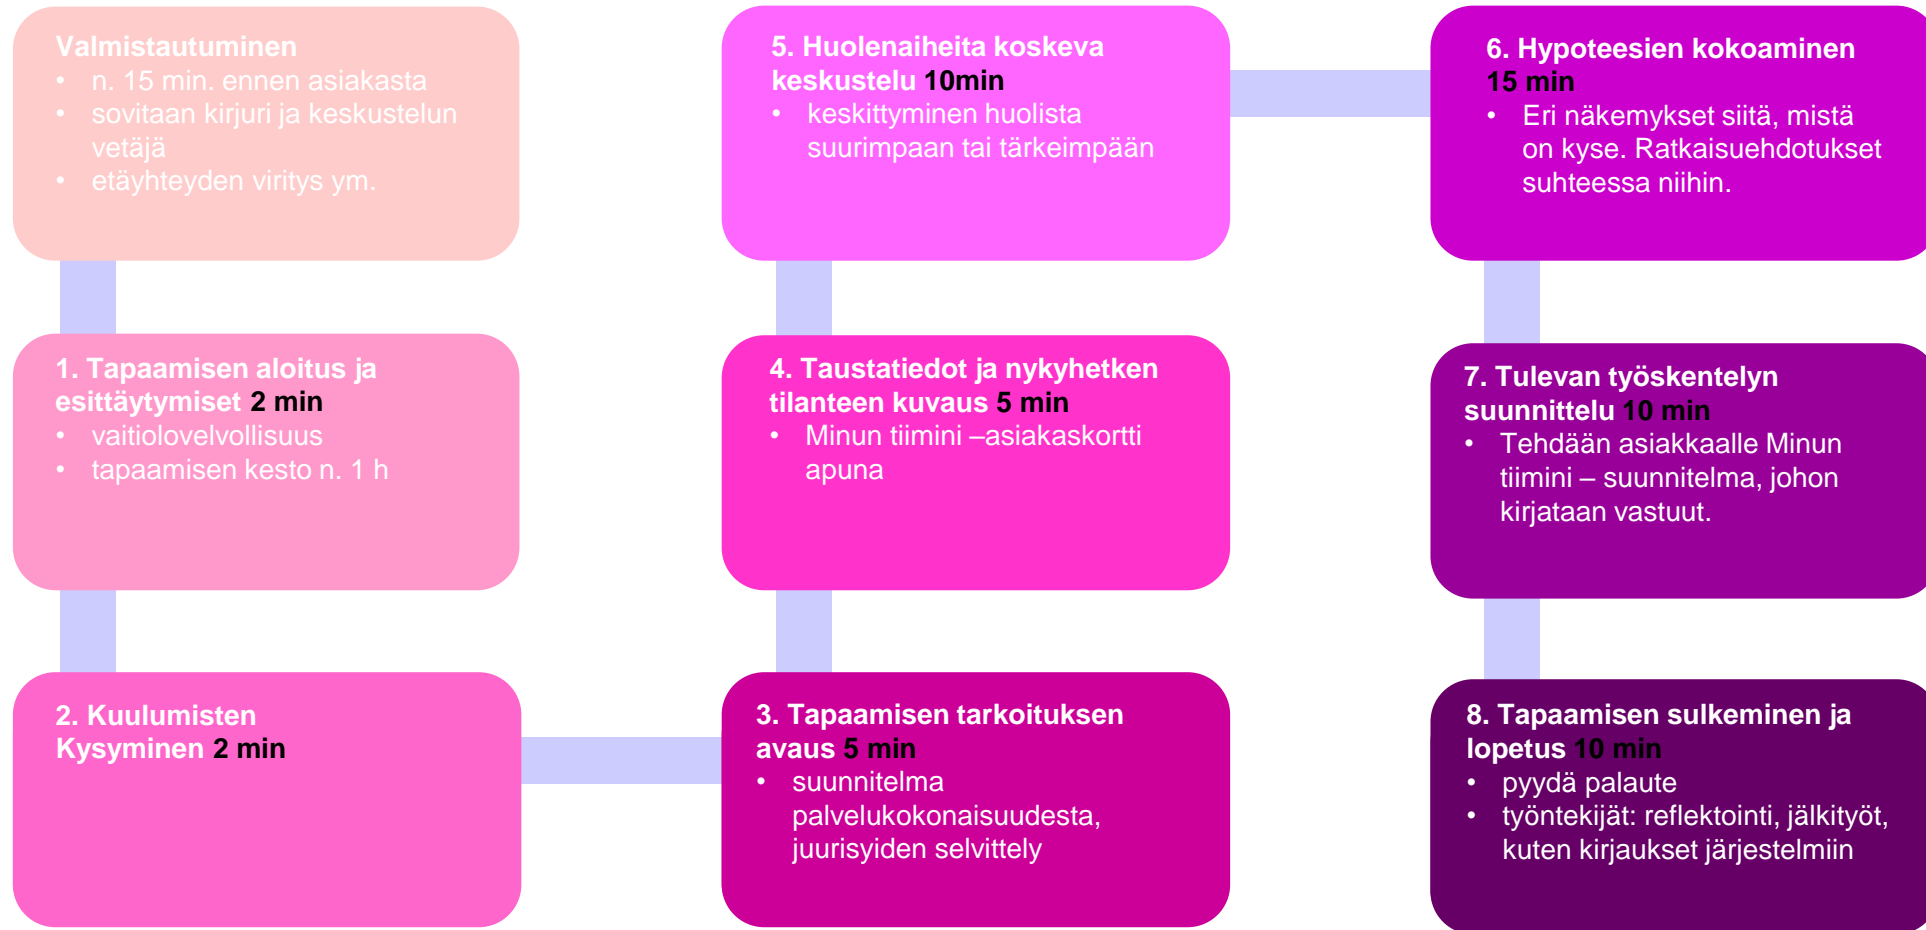 Valmistautuminen
• n. 15 min. ennen asiakasta
• sovitaan kirjuri ja keskustelun
vetäjä
• etäyhteyden viritys ym.
1. Tapaamisen aloitus ja
esittäytymiset 2 min
• vaitiolovelvollisuus
• tapaamisen kesto n. 1 h
2. Kuulumisten
Kysyminen 2 min
3. Tapaamisen tarkoituksen
avaus 5 min
• suunnitelma
palvelukokonaisuudesta,
juurisyiden selvittely
4. Taustatiedot ja nykyhetken
tilanteen kuvaus 5 min
• Minun tiimini –asiakaskortti
apuna
5. Huolenaiheita koskeva
keskustelu 10min
• keskittyminen huolista
suurimpaan tai tärkeimpään
6. Hypoteesien kokoaminen
15 min
• Eri näkemykset siitä, mistä
on kyse. Ratkaisuehdotukset
suhteessa niihin.
7. Tulevan työskentelyn
suunnittelu 10 min
• Tehdään asiakkaalle Minun
tiimini – suunnitelma, johon
kirjataan vastuut.
8. Tapaamisen sulkeminen ja
lopetus 10 min
• pyydä palaute
• työntekijät: reflektointi, jälkityöt,
kuten kirjaukset järjestelmiin